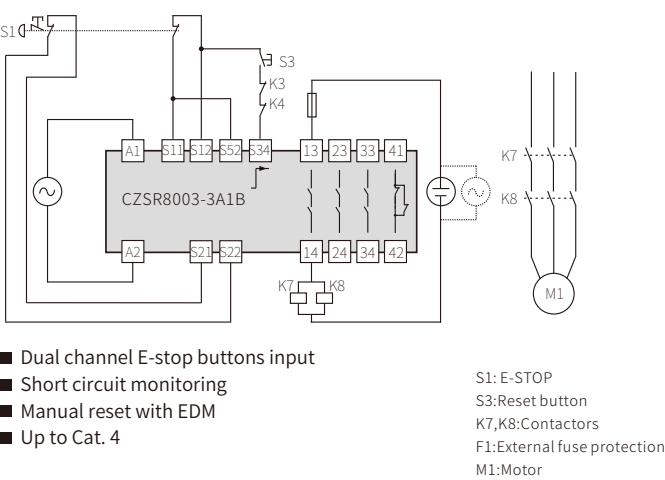 S1
S3
K3
K4
A1
S11
S12
S52
S34
13
23
33
41
K7
CZSR8003-3A1B
K8
A2
S21
S22
14
24
34
42
K7
K8
M1
■ Dual channel E-stop buttons input
■ Short circuit monitoring
■ Manual reset with EDM
■ Up to Cat. 4
S1: E-STOP
S3:Reset button
K7,K8:Contactors
F1:External fuse protection
M1:Motor